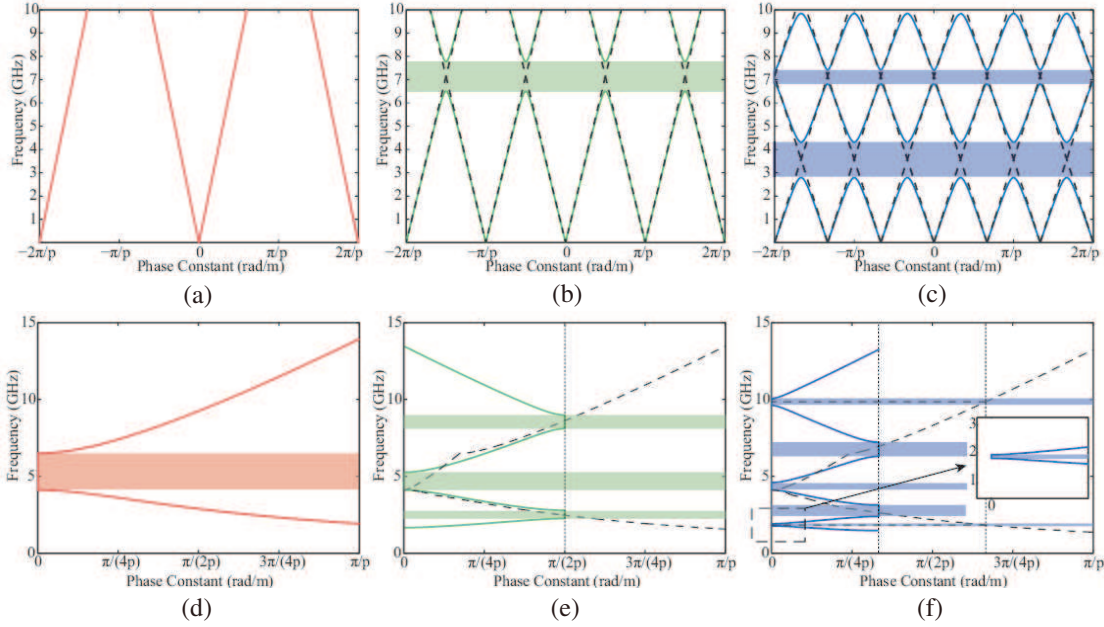 10
9
8
7
6
5
4
3
2
1
Frequency (GHz)
−2π/p −π/p 0 π/p 2π/p
Phase Constant (rad/m)
(a)
10
9
8
7
6
5
4
3
2
1
Frequency (GHz)
−2π/p −π/p 0 π/p 2π/p
Phase Constant (rad/m)
(b)
10
9
8
7
6
5
4
3
2
1
Frequency (GHz)
−2π/p −π/p 0 π/p 2π/p
Phase Constant (rad/m)
(c)
15
10
5
0
Frequency (GHz)
0 π/(4p) π/(2p) 3π/(4p) π/p
Phase Constant (rad/m)
(d)
15
10
5
0
Frequency (GHz)
0 π/(4p) π/(2p) 3π/(4p) π/p
Phase Constant (rad/m)
(e)
15
10
5
0
Frequency (GHz)
3
2
1
0
0 π/(4p) π/(2p) 3π/(4p) π/p
Phase Constant (rad/m)
(f)